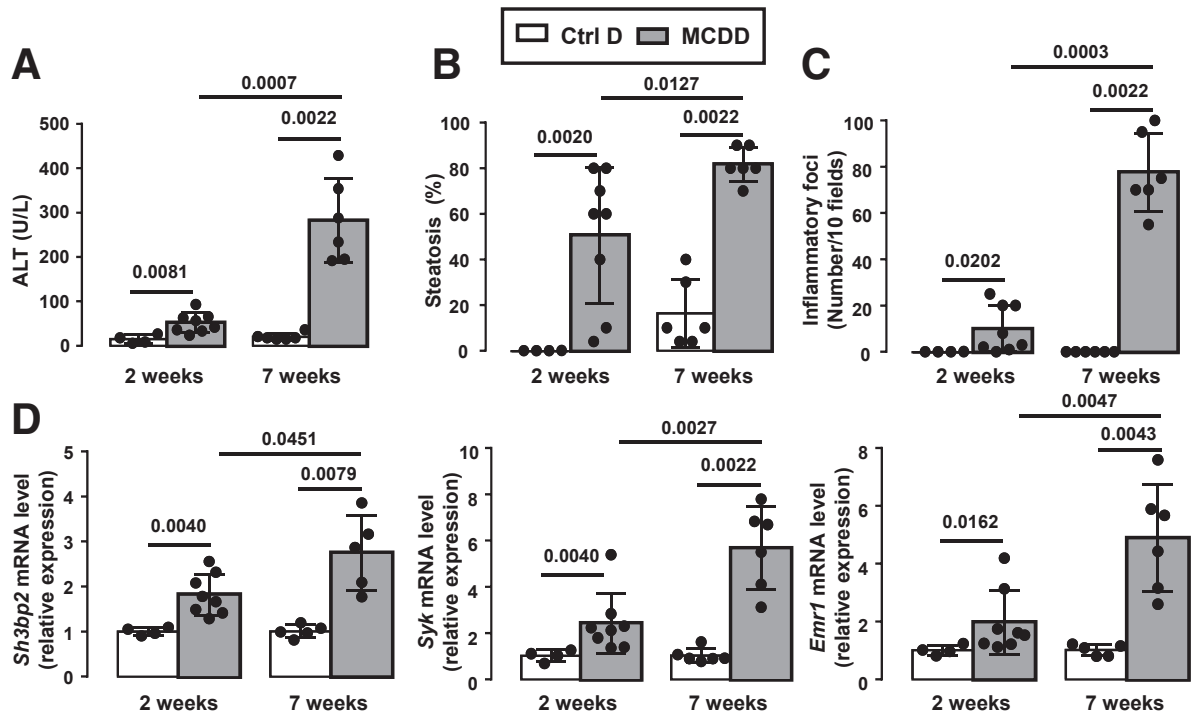 Ctrl D MCDD
A
0.0007
0.0022
0.0081
ALT (U/L)
500
400
300
200
100
0
2 weeks 7 weeks
B
0.0127
0.0022
0.0020
Steatosis (%)
100
80
60
40
20
0
2 weeks 7 weeks
C
0.0003
0.0022
0.0202
Inflammatory foci
(Number/10 fields)
100
80
60
40
20
0
2 weeks 7 weeks
D
0.0451
0.0079
0.0040
Sh3bp2 mRNA level
(relative expression)
5
4
3
2
1
0
2 weeks 7 weeks
0.0027
0.0022
0.0040
Syk mRNA level
(relative expression)
10
8
6
4
2
0
2 weeks 7 weeks
0.0047
0.0043
0.0162
Emr1 mRNA level
(relative expression)
8
6
4
2
0
2 weeks 7 weeks